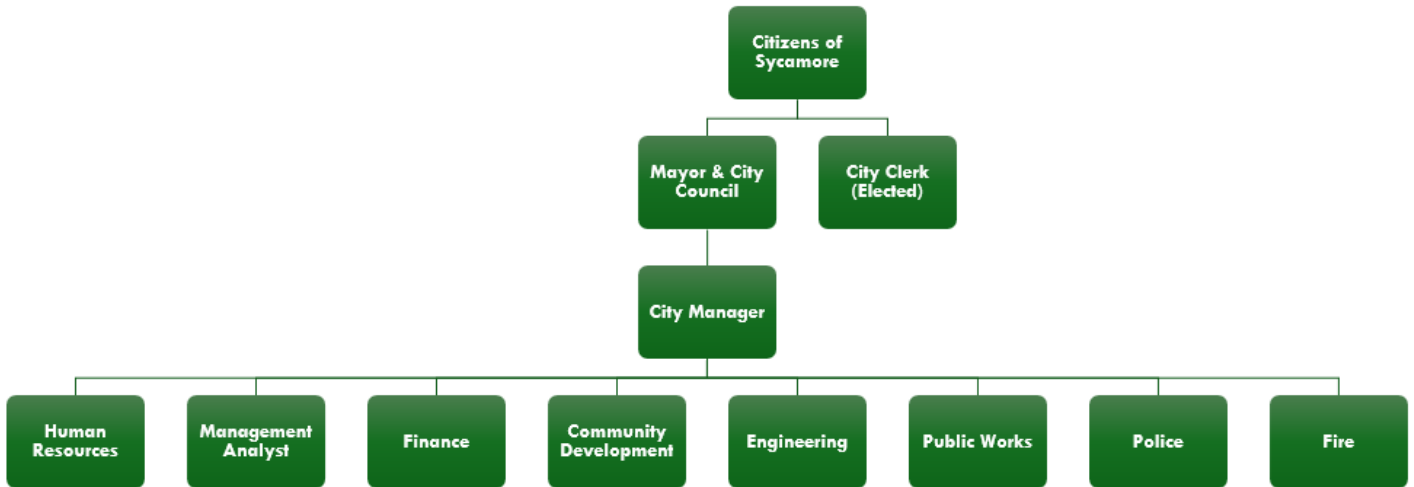 Citizens of
Sycamore
Mayor & City
Council
City Clerk
(Elected)
City Manager
Human
Resources
Management
Analyst
Finance
Community
Development
Engineering
Public Works
Police
Fire